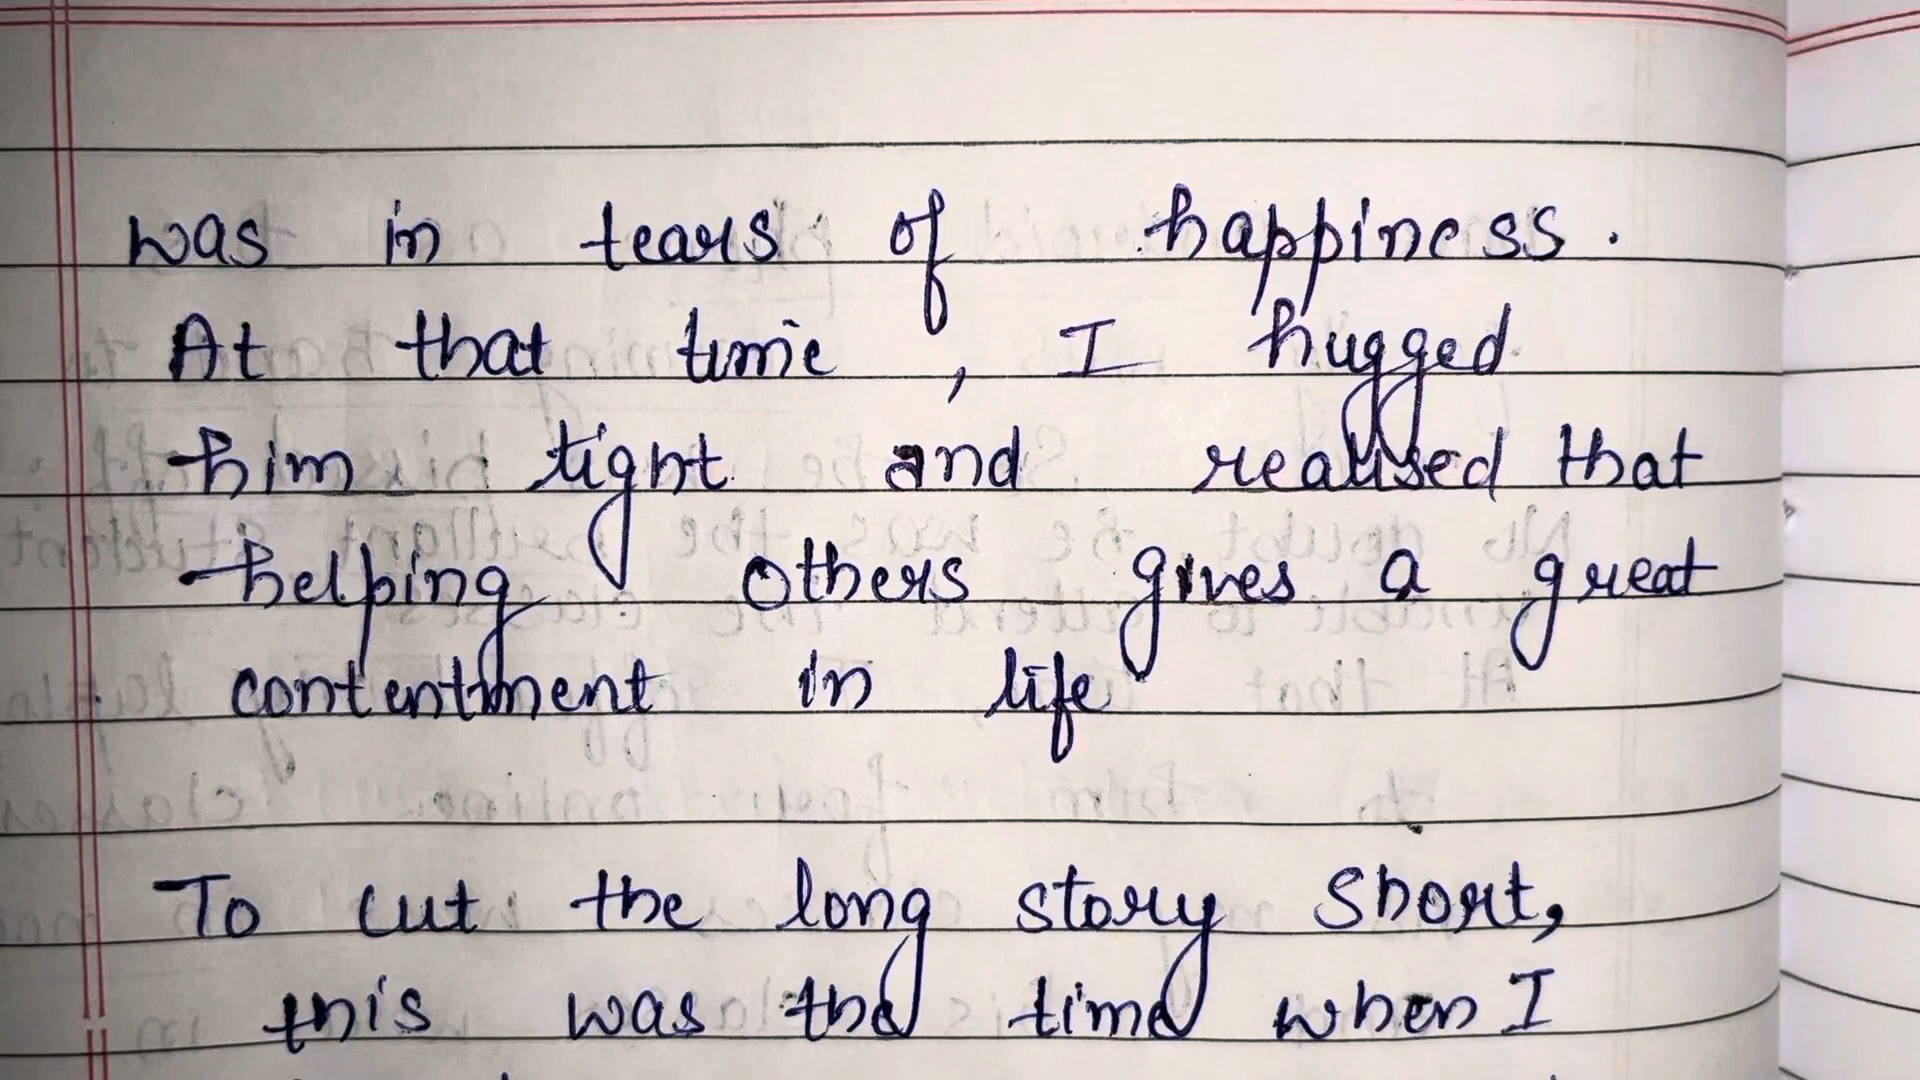 was in tears of happiness.
At that time, I hugged
him tight and realised that
helping others gives a great
contentment in life
To cut the long story short,
this was the time when I